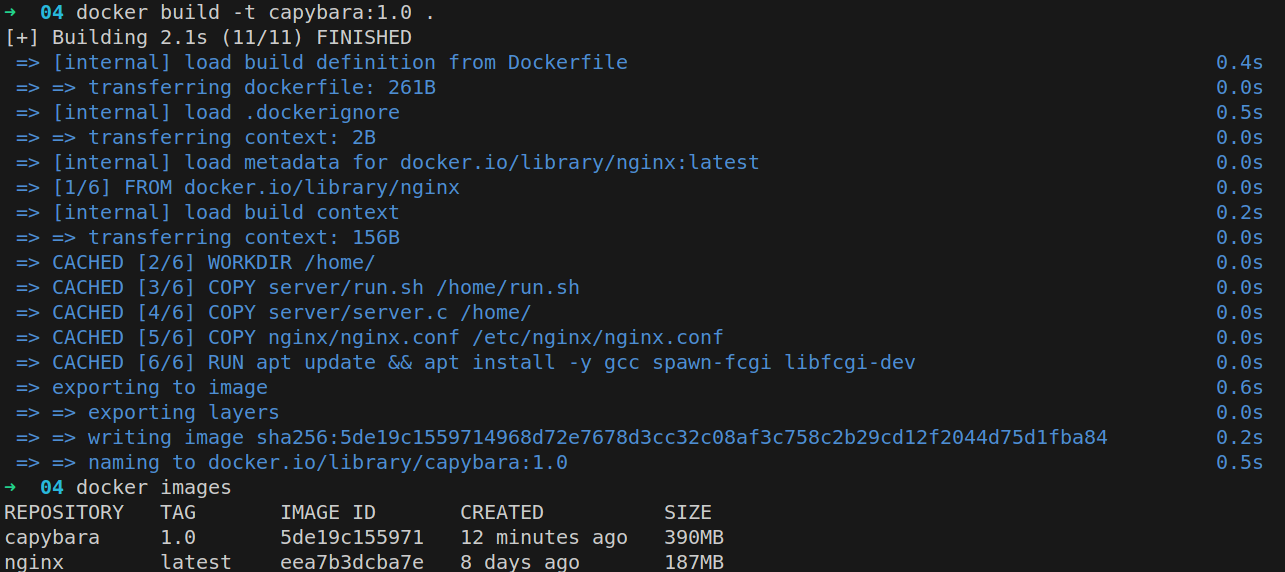 ➜  04 docker build -t capybara:1.0 .
[+] Building 2.1s (11/11) FINISHED
 => [internal] load build definition from Dockerfile 0.4s
 => => transferring dockerfile: 261B 0.0s
 => [internal] load .dockerignore 0.5s
 => => transferring context: 2B 0.0s
 => [internal] load metadata for docker.io/library/nginx:latest 0.0s
 => [1/6] FROM docker.io/library/nginx 0.0s
 => [internal] load build context 0.2s
 => => transferring context: 156B 0.0s
 => CACHED [2/6] WORKDIR /home/ 0.0s
 => CACHED [3/6] COPY server/run.sh /home/run.sh 0.0s
 => CACHED [4/6] COPY server/server.c /home/ 0.0s
 => CACHED [5/6] COPY nginx/nginx.conf /etc/nginx/nginx.conf 0.0s
 => CACHED [6/6] RUN apt update && apt install -y gcc spawn-fcgi libfcgi-dev 0.0s
 => exporting to image 0.6s
 => => exporting layers 0.0s
 => => writing image sha256:5de19c1559714968d72e7678d3cc32c08af3c758c2b29cd12f2044d75d1fba84 0.2s
 => => naming to docker.io/library/capybara:1.0 0.5s
➜  04 docker images
REPOSITORY   TAG       IMAGE ID       CREATED          SIZE
capybara     1.0       5de19c155971   12 minutes ago   390MB
nginx        latest    eea7b3dcba7e   8 days ago       187MB